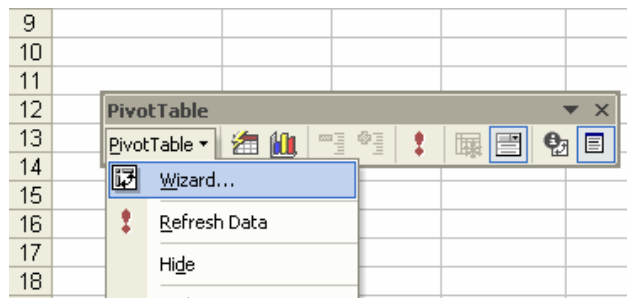 9
10
11
12 PivotTable
13 PivotTable
14
15 Wizard...
16 Refresh Data
17
18 Hide